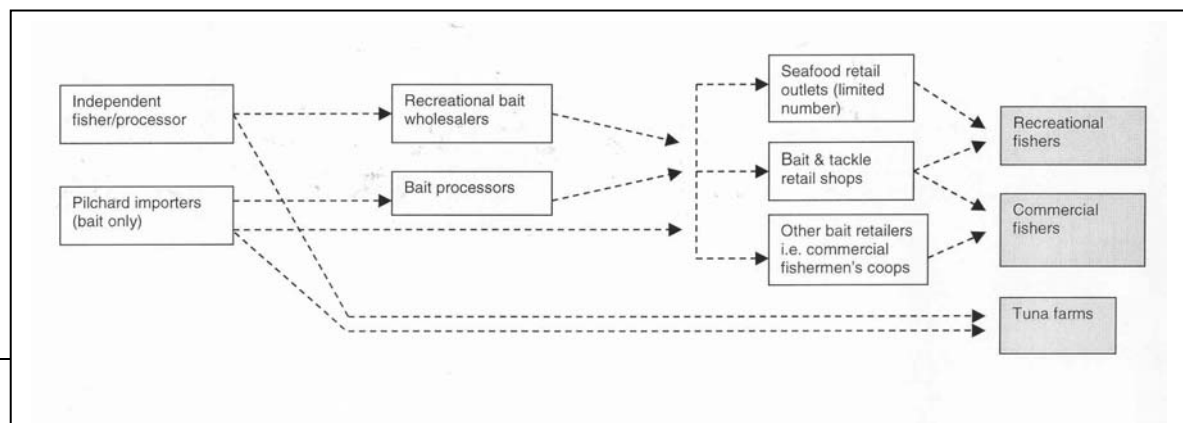 Independent
fisher/processor
Pilchard importers
(bait only)
Recreational bait
wholesalers
Bait processors
Seafood retail
outlets (limited
number)
Bait & tackle
retail shops
Other bait retailers
i.e. commercial
fishermen's coops
Recreational
fishers
Commercial
fishers
Tuna farms